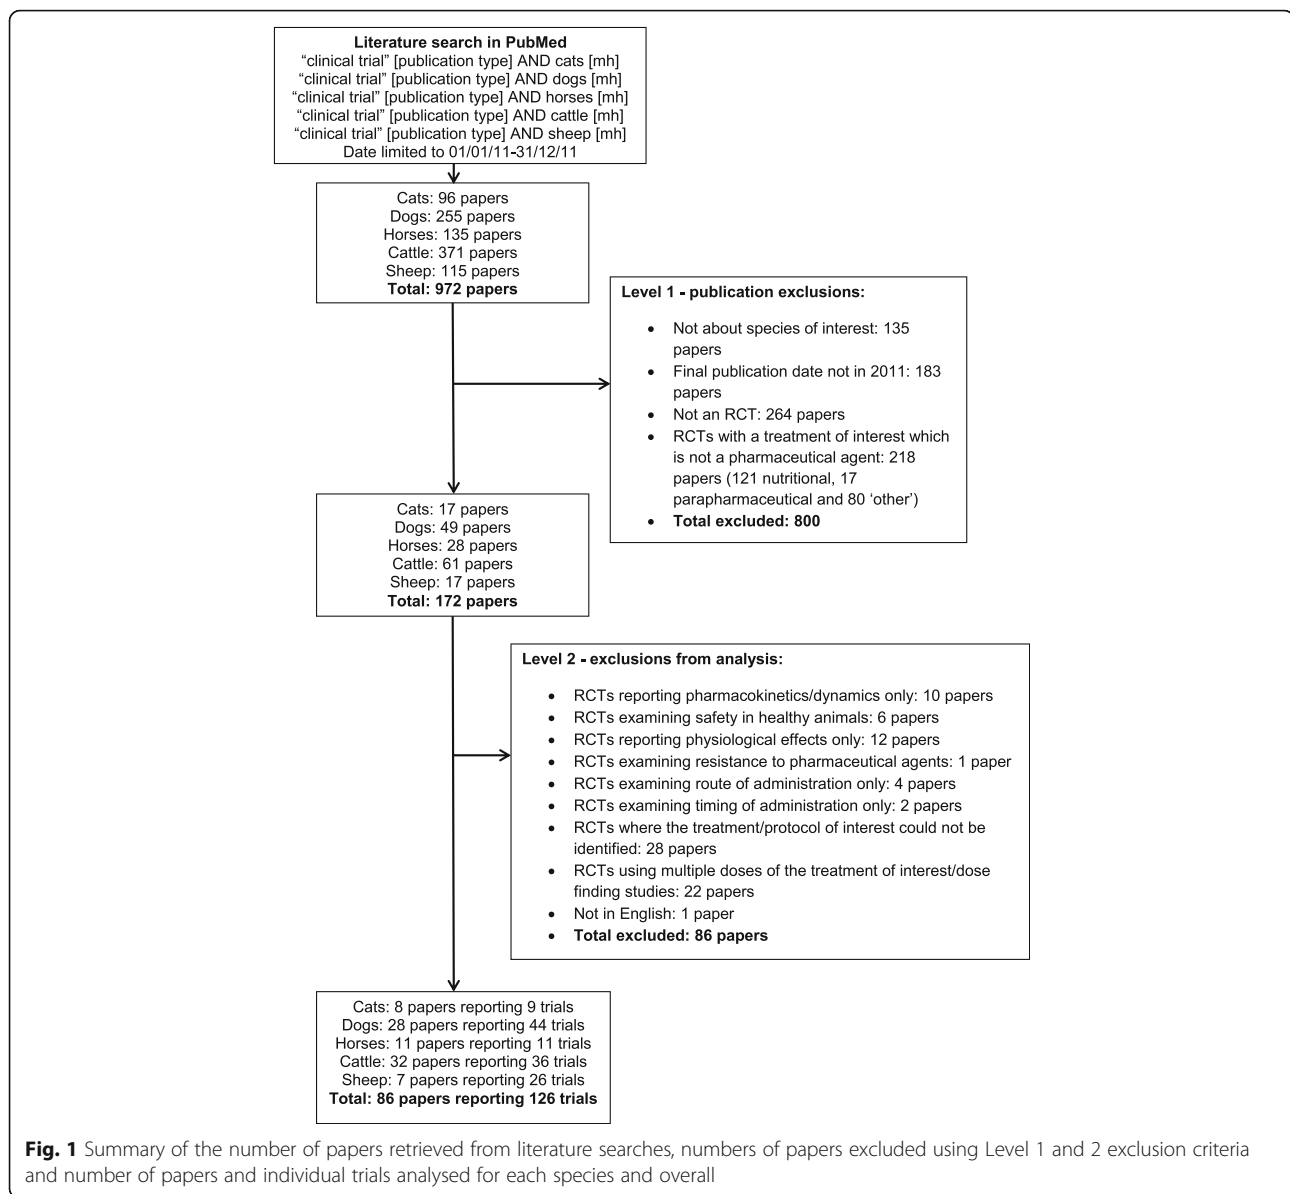 Literature search in PubMed
“clinical trial” [publication type] AND cats [mh]
“clinical trial” [publication type] AND dogs [mh]
“clinical trial” [publication type] AND horses [mh]
“clinical trial” [publication type] AND cattle [mh]
“clinical trial” [publication type] AND sheep [mh]
Date limited to 01/01/11-31/12/11
Cats: 96 papers
Dogs: 255 papers
Horses: 135 papers
Cattle: 371 papers
Sheep: 115 papers
Total: 972 papers
Level 1 - publication exclusions:
• Not about species of interest: 135
papers
• Final publication date not in 2011: 183
papers
• Not an RCT: 264 papers
• RCTs with a treatment of interest which
is not a pharmaceutical agent: 218
papers (121 nutritional, 17
parapharmaceutical and 80 ‘other’)
• Total excluded: 800
Cats: 17 papers
Dogs: 49 papers
Horses: 28 papers
Cattle: 61 papers
Sheep: 17 papers
Total: 172 papers
Level 2 - exclusions from analysis:
• RCTs reporting pharmacokinetics/dynamics only: 10 papers
• RCTs examining safety in healthy animals: 6 papers
• RCTs reporting physiological effects only: 12 papers
• RCTs examining resistance to pharmaceutical agents: 1 paper
• RCTs examining route of administration only: 4 papers
• RCTs examining timing of administration only: 2 papers
• RCTs where the treatment/protocol of interest could not be
identified: 28 papers
• RCTs using multiple doses of the treatment of interest/dose
finding studies: 22 papers
• Not in English: 1 paper
• Total excluded: 86 papers
Cats: 8 papers reporting 9 trials
Dogs: 28 papers reporting 44 trials
Horses: 11 papers reporting 11 trials
Cattle: 32 papers reporting 36 trials
Sheep: 7 papers reporting 26 trials
Total: 86 papers reporting 126 trials
Fig. 1 Summary of the number of papers retrieved from literature searches, numbers of papers excluded using Level 1 and 2 exclusion criteria
and number of papers and individual trials analysed for each species and overall